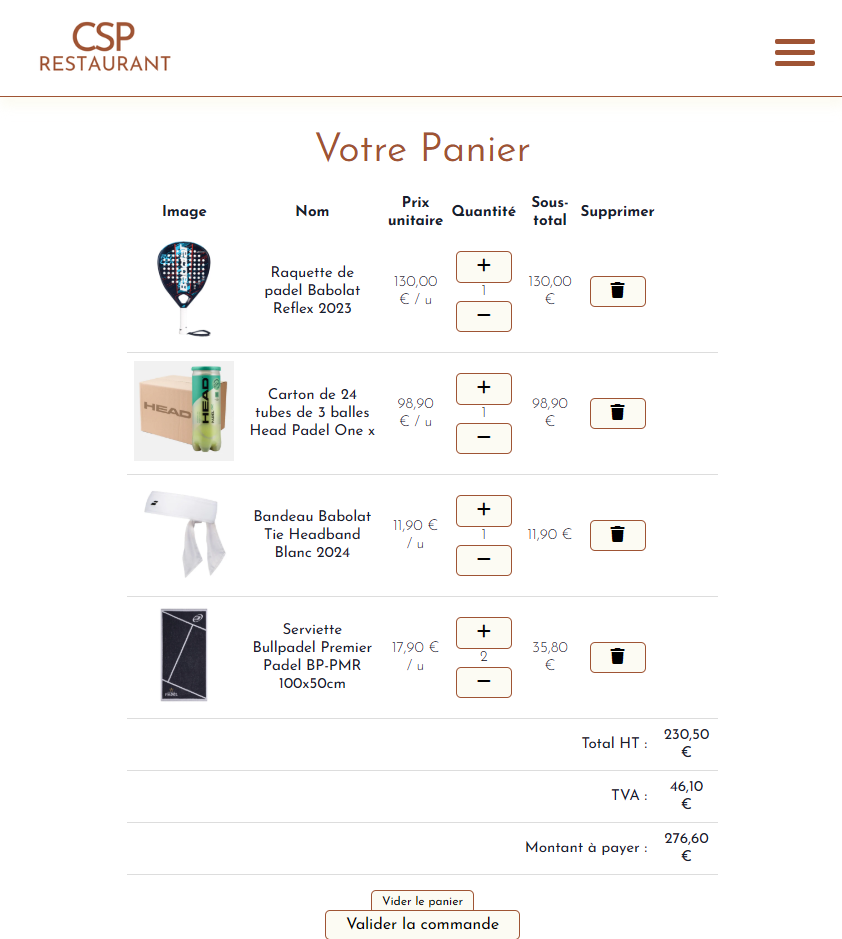 CSP
RESTAURANT
Votre Panier
Image Nom Prix unitaire Quantité Sous-total Supprimer
Raquette de
padel Babolat
Reflex 2023
130,00
€ / u
1
130,00
€
HEAD
HEAD
Carton de 24
tubes de 3 balles
Head Padel One x
98,90
€ / u
1
98,90
€
Bandeau Babolat
Tie Headband
Blanc 2024
11,90 €
/ u
1
11,90 €
Serviette
Bullpadel Premier
Padel BP-PMR
100x50cm
17,90 €
/ u
2
35,80
€
Total HT :
230,50
€
TVA :
46,10
€
Montant à payer :
276,60
€
Vider le panier
Valider la commande